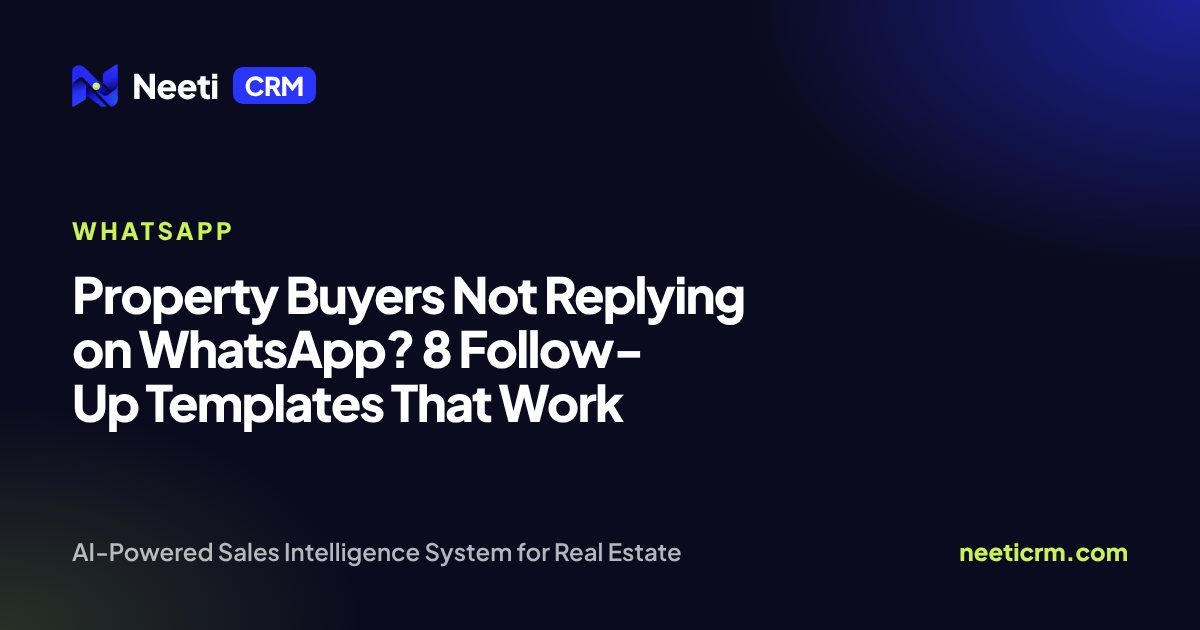 Neeti CRM
WHATSAPP
Property Buyers Not Replying
on WhatsApp? 8 Follow-
Up Templates That Work
AI-Powered Sales Intelligence System for Real Estate
neeticrm.com